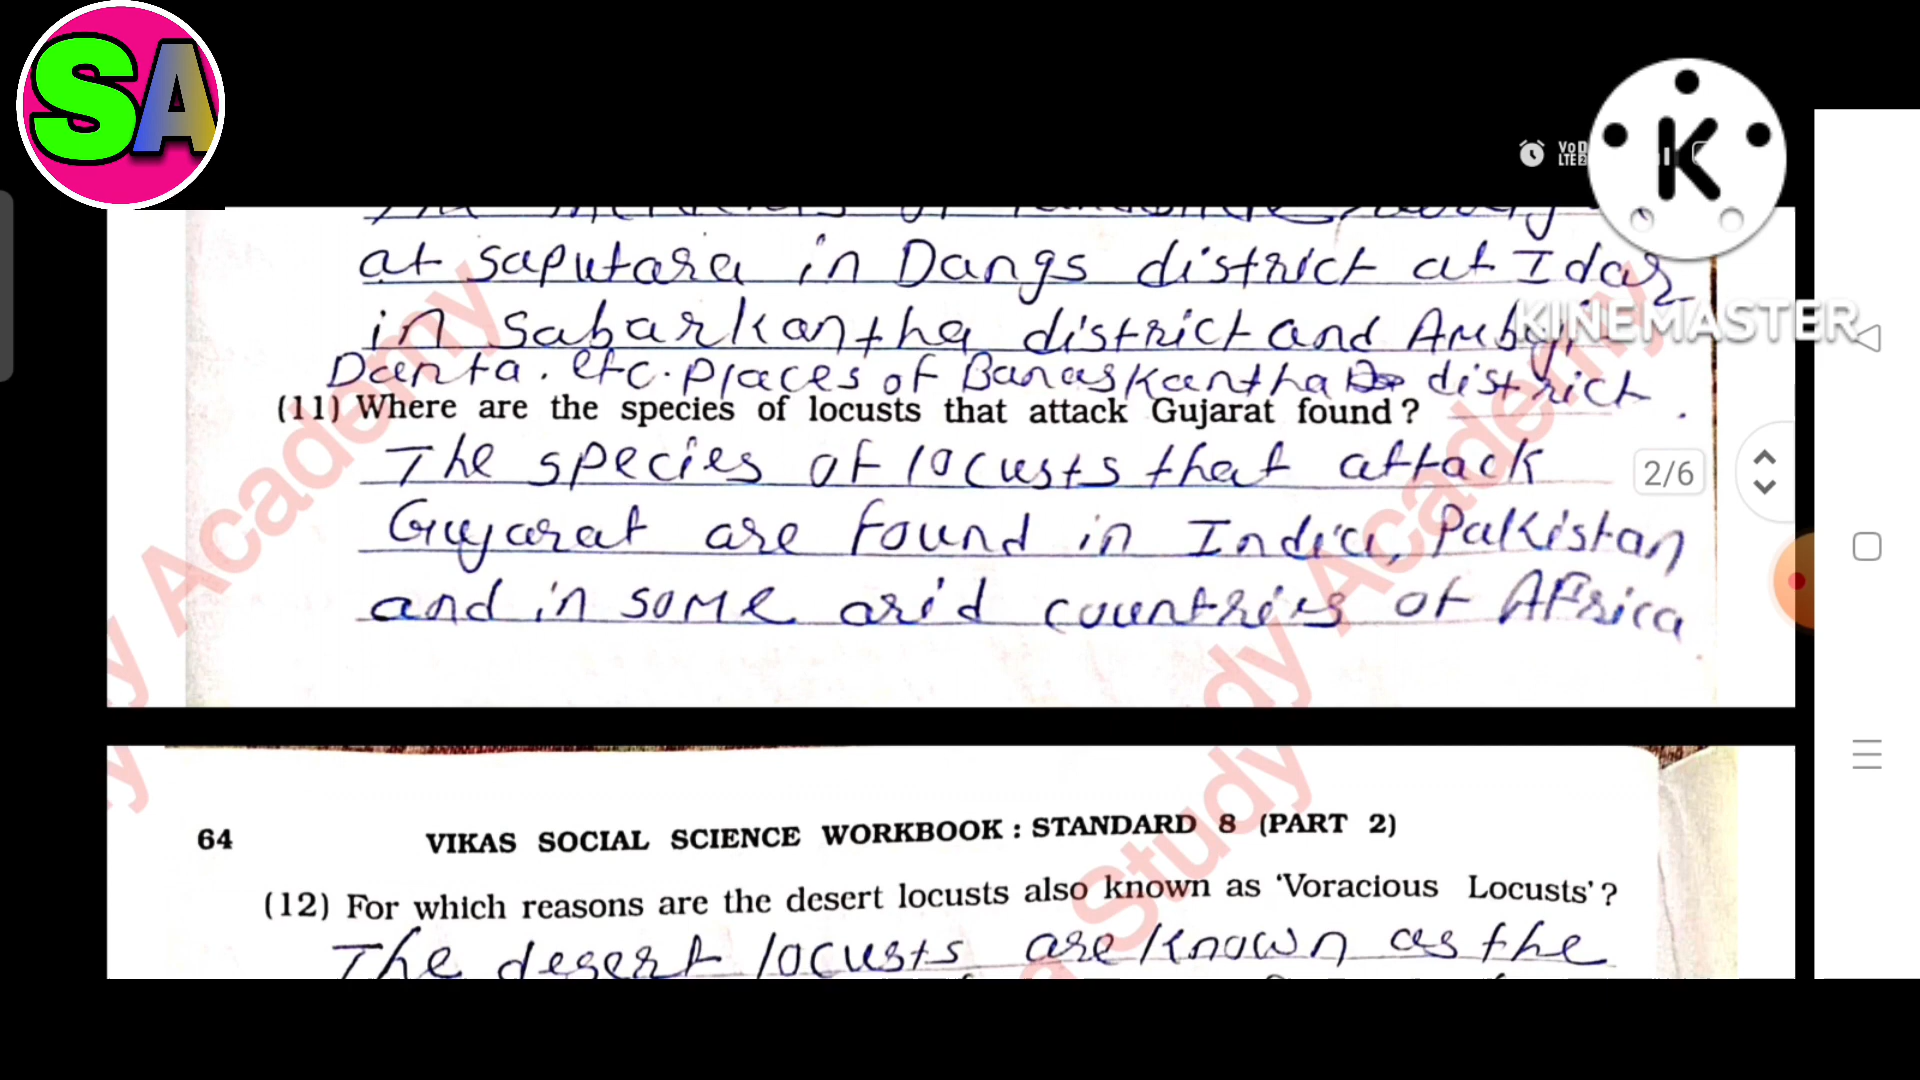 SA
VoD
LTE2
K
at saputara in Dangs district at Idar
KINEMASTER
in Sabarkantha district and Ambaji
Danta. etc. places of Banaskantha district.
(11) Where are the species of locusts that attack Gujarat found?
The species of locusts that attack
2/6
Gujarat are found in India, Pakistan
and in some arid countries of Africa
Study Academy
64 VIKAS SOCIAL SCIENCE WORKBOOK : STANDARD 8 (PART 2)
(12) For which reasons are the desert locusts also known as 'Voracious Locusts'?
The desert locusts are known as the